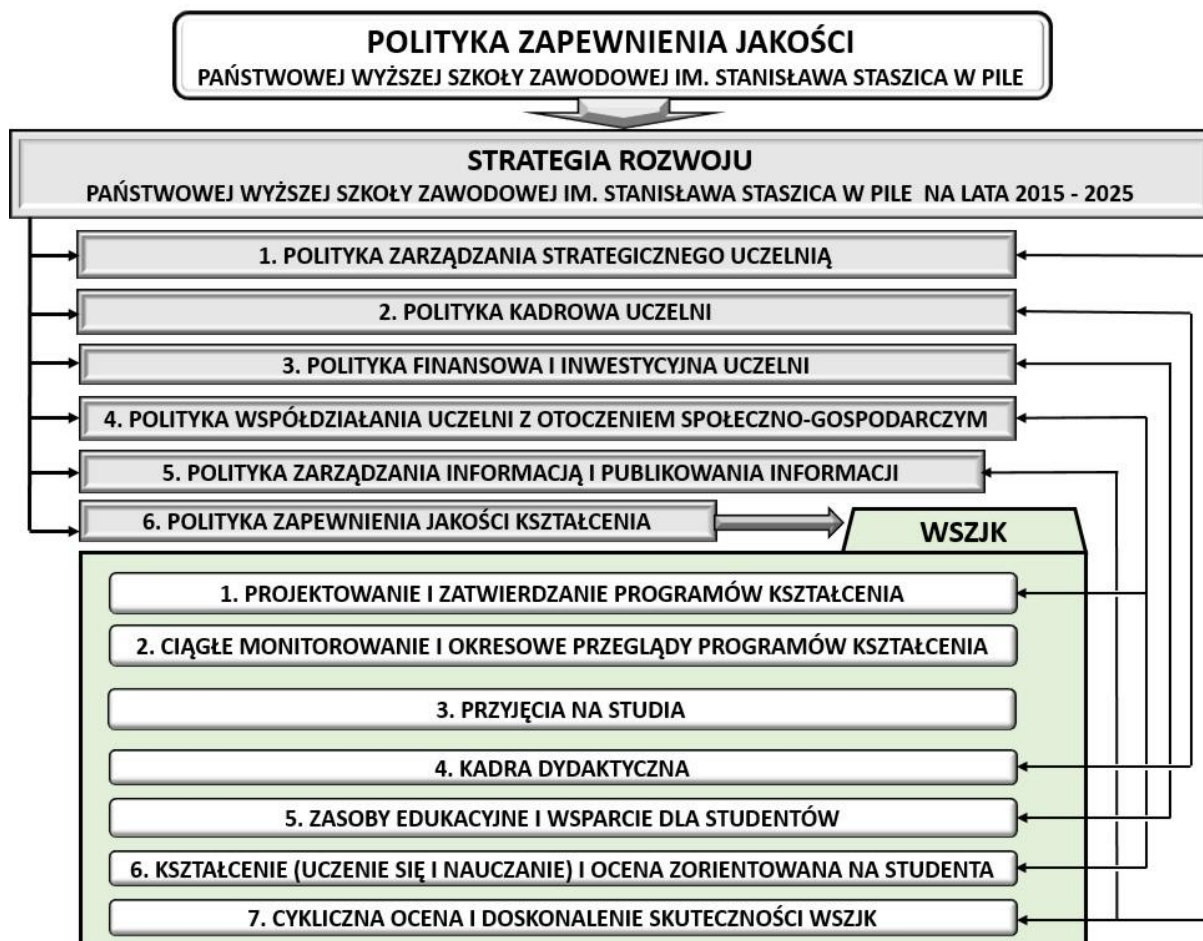 POLITYKA ZAPEWNIENIA JAKOŚCI
PAŃSTWOWEJ WYŻSZEJ SZKOŁY ZAWODOWEJ IM. STANISŁAWA STASZICA W PILE
STRATEGIA ROZWOJU
PAŃSTWOWEJ WYŻSZEJ SZKOŁY ZAWODOWEJ IM. STANISŁAWA STASZICA W PILE NA LATA 2015 - 2025
1. POLITYKA ZARZĄDZANIA STRATEGICZNEGO UCZELNIĄ
2. POLITYKA KADROWA UCZELNI
3. POLITYKA FINANSOWA I INWESTYCYJNA UCZELNI
4. POLITYKA WSPÓŁDZIAŁANIA UCZELNI Z OTOCZENIEM SPOŁECZNO-GOSPODARCZYM
5. POLITYKA ZARZĄDZANIA INFORMACJĄ I PUBLIKOWANIA INFORMACJI
6. POLITYKA ZAPEWNIENIA JAKOŚCI KSZTAŁCENIA
WSZJK
1. PROJEKTOWANIE I ZATWIERDZANIE PROGRAMÓW KSZTAŁCENIA
2. CIĄGŁE MONITOROWANIE I OKRESOWE PRZEGLĄDY PROGRAMÓW KSZTAŁCENIA
3. PRZYJĘCIA NA STUDIA
4. KADRA DYDAKTYCZNA
5. ZASOBY EDUKACYJNE I WSPARCIE DLA STUDENTÓW
6. KSZTAŁCENIE (UCZENIE SIĘ I NAUCZANIE) I OCENA ZORIENTOWANA NA STUDENTA
7. CYKLICZNA OCENA I DOSKONALENIE SKUTECZNOŚCI WSZJK